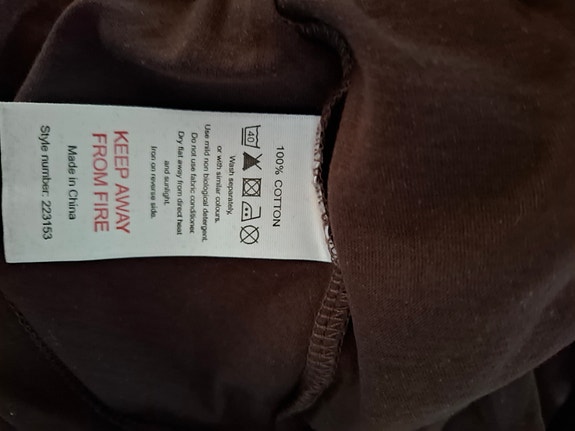 100% COTTON
40
Wash separately,
or with similar colours.
Use mild non biological detergent.
Do not use fabric conditioner.
Dry flat away from direct heat
and sunlight.
Iron on reverse side.
KEEP AWAY
FROM FIRE
Made in China
Style number: 223153